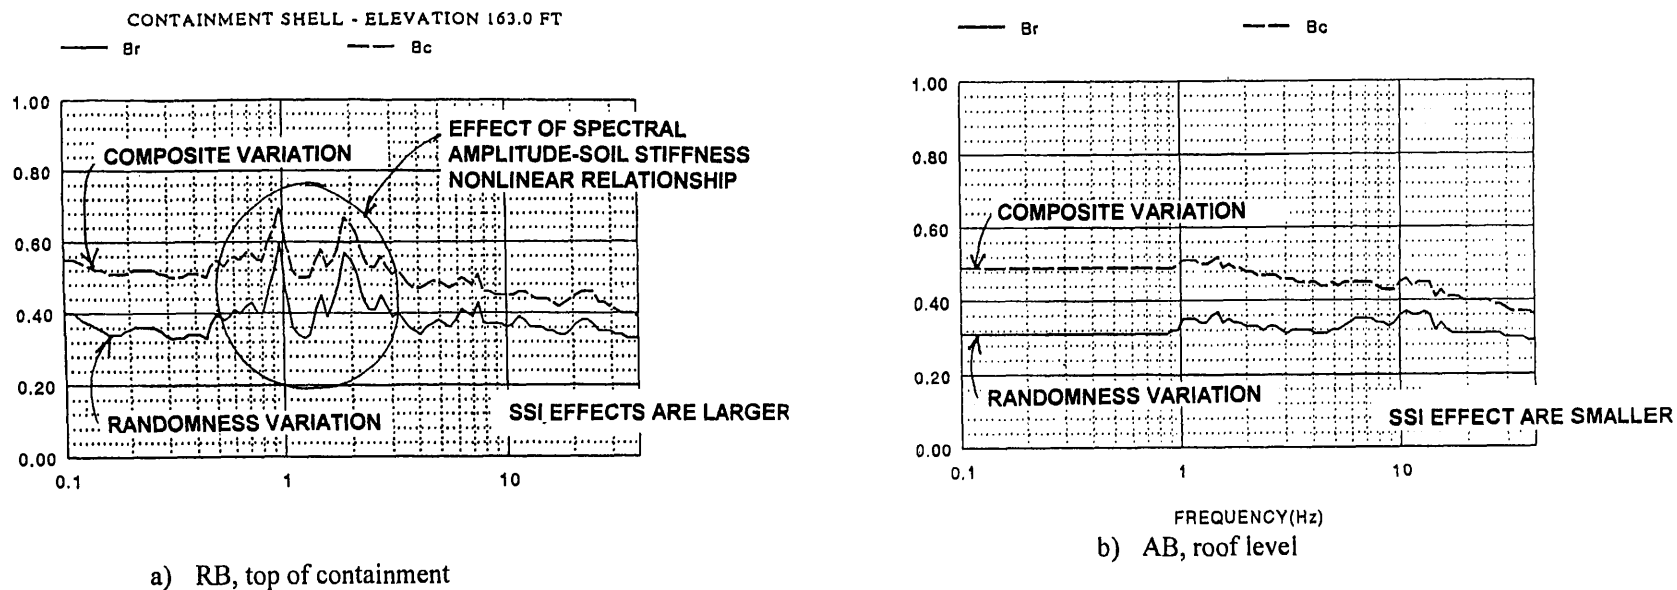 CONTAINMENT SHELL - ELEVATION 163.0 FT
Br
Bc
1.00
0.80
0.60
0.40
0.20
0.00
0.1
1
10
COMPOSITE VARIATION
EFFECT OF SPECTRAL
AMPLITUDE-SOIL STIFFNESS
NONLINEAR RELATIONSHIP
RANDOMNESS VARIATION
SSI EFFECTS ARE LARGER
a) RB, top of containment
Br
Bc
1.00
0.80
0.60
0.40
0.20
0.00
0.1
1
10
COMPOSITE VARIATION
RANDOMNESS VARIATION
SSI EFFECT ARE SMALLER
FREQUENCY(Hz)
b) AB, roof level